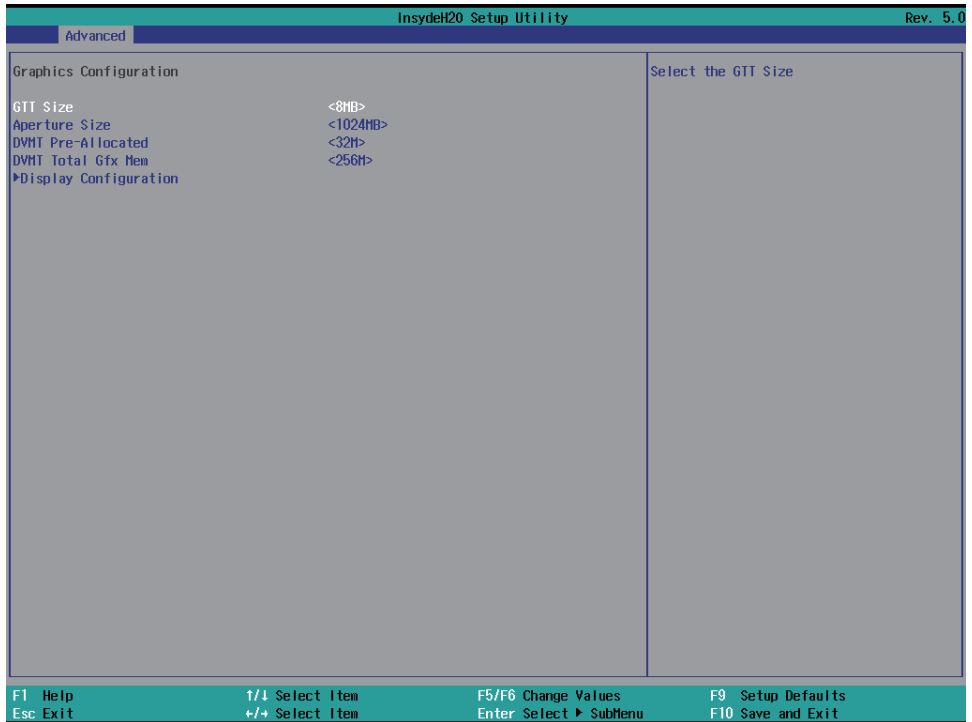 InsydeH20 Setup Utility Rev. 5.0
Advanced
Graphics Configuration
Select the GTT Size
GTT Size <8MB>
Aperture Size <1024MB>
DVMT Pre-Allocated <32M>
DVMT Total Gfx Mem <256M>
▶Display Configuration
F1 Help ↑/↓ Select Item F5/F6 Change Values F9 Setup Defaults
Esc Exit ←/→ Select Item Enter Select ▶ SubMenu F10 Save and Exit